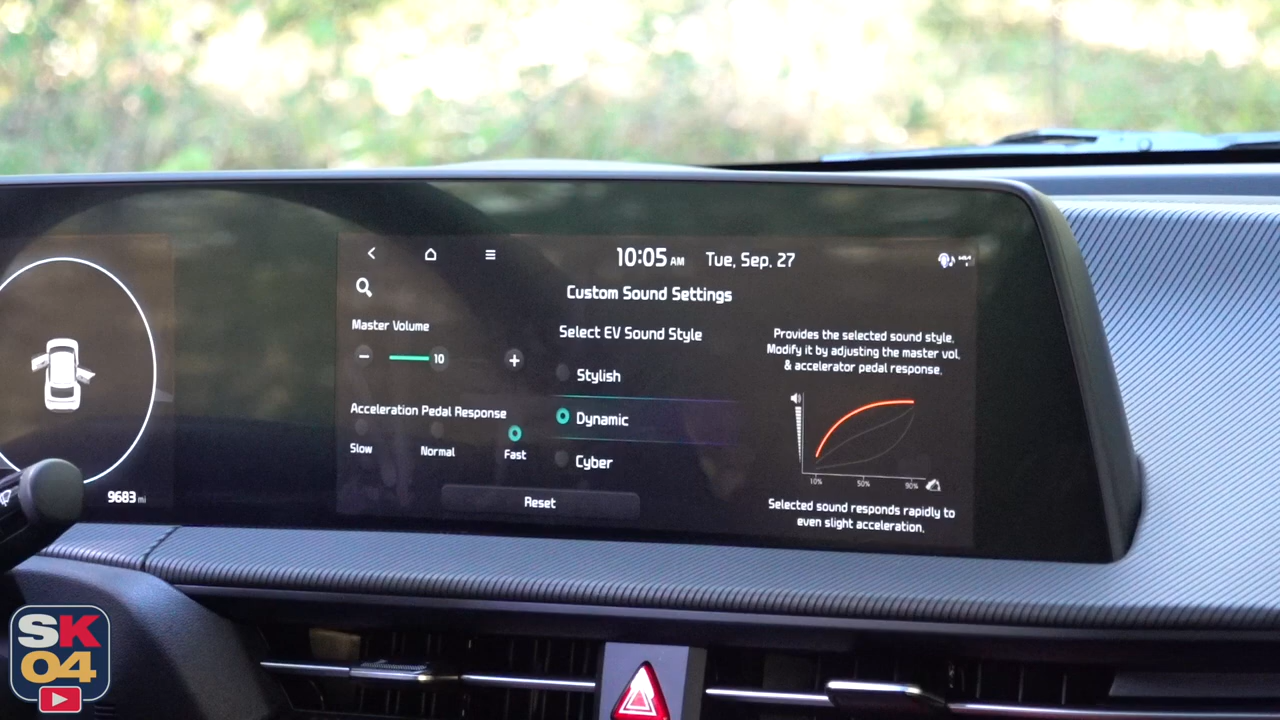 10:05 AM Tue, Sep. 27
Custom Sound Settings
Master Volume
10
Acceleration Pedal Response
Slow Normal Fast
Select EV Sound Style
Stylish
Dynamic
Cyber
Reset
Provides the selected sound style.
Modify it by adjusting the master vol.
& accelerator pedal response.
10% 50% 90%
Selected sound responds rapidly to
even slight acceleration.
9683 mi
SK
04